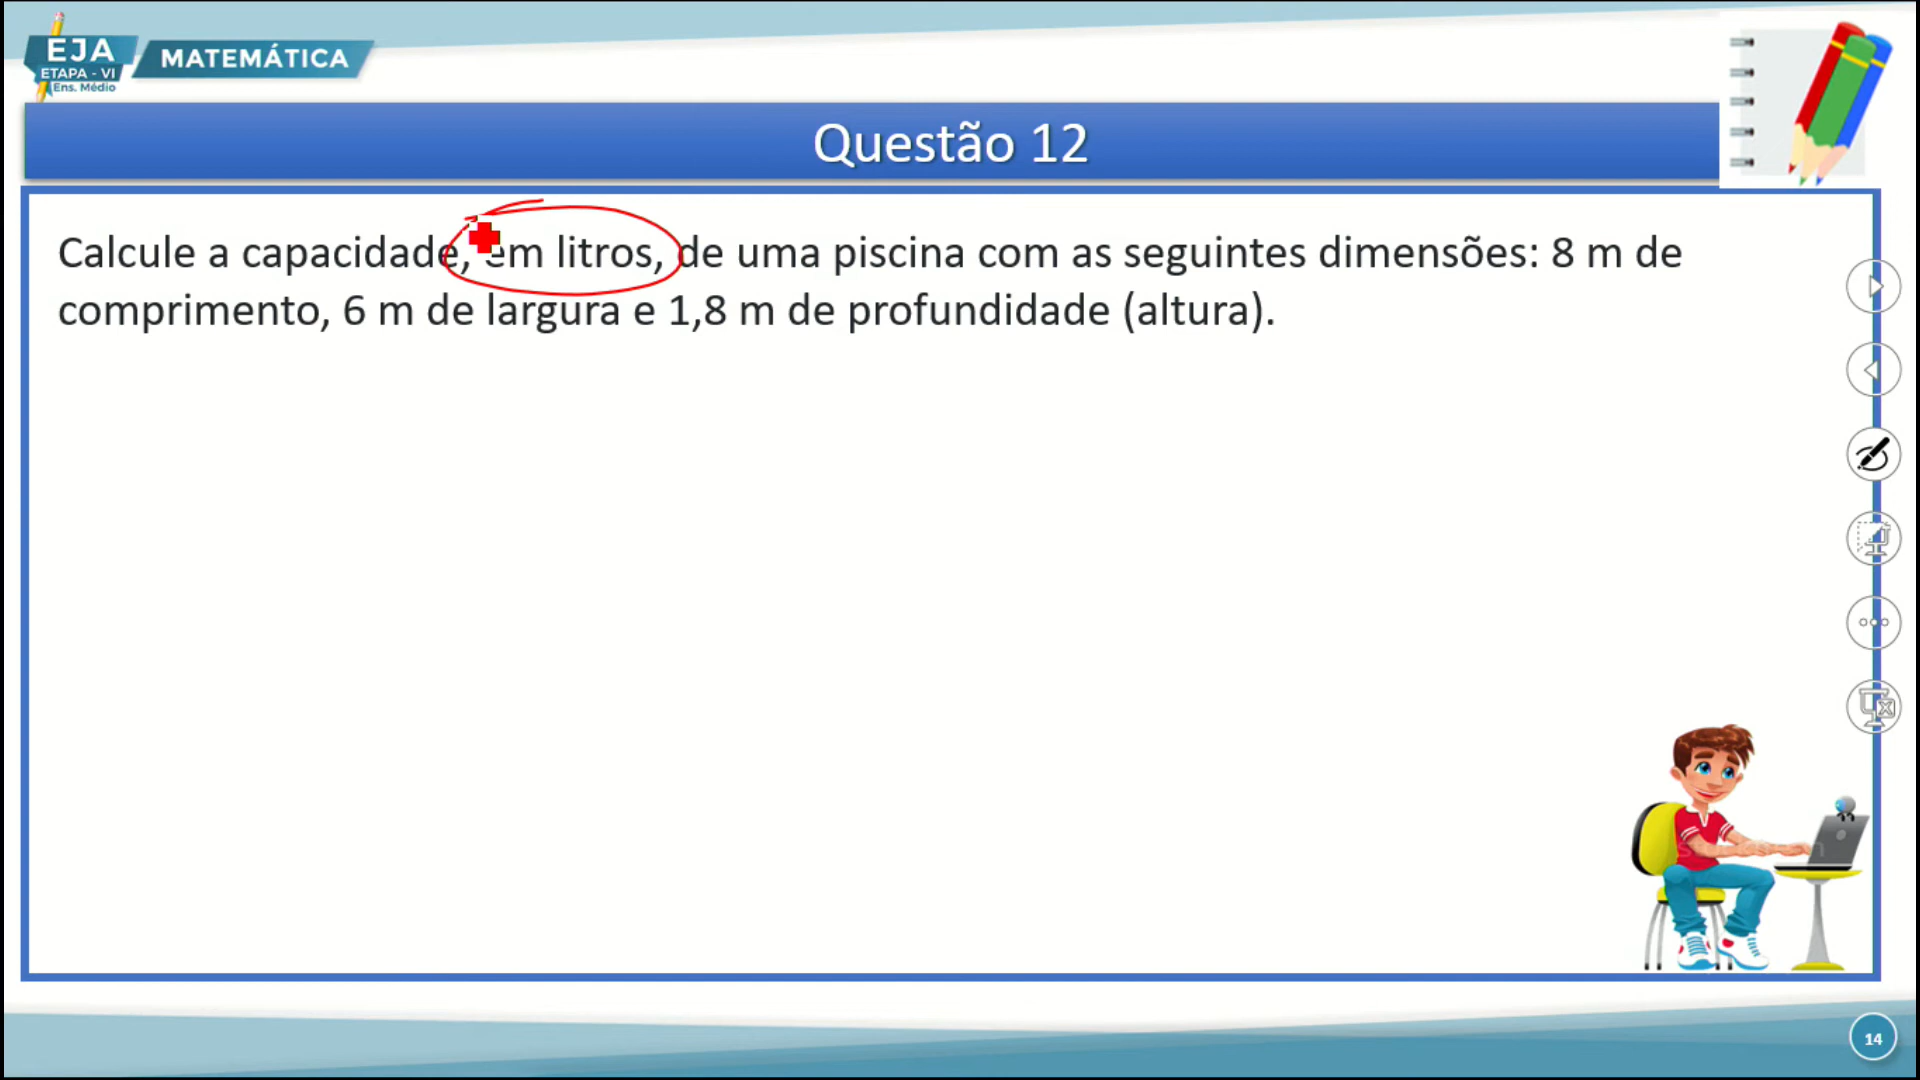 EJA
ETAPA - VI
Ens. Médio
MATEMÁTICA
Questão 12
Calcule a capacidade, em litros, de uma piscina com as seguintes dimensões: 8 m de
comprimento, 6 m de largura e 1,8 m de profundidade (altura).
14